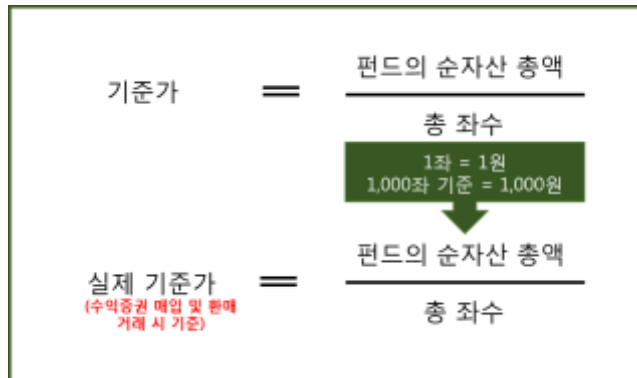 펀드의 순자산 총액
기준가 =
총 좌수
1좌 = 1원
1,000좌 기준 = 1,000원
펀드의 순자산 총액
실제 기준가 =
(수익증권 매입 및 환매
거래 시 기준)
총 좌수